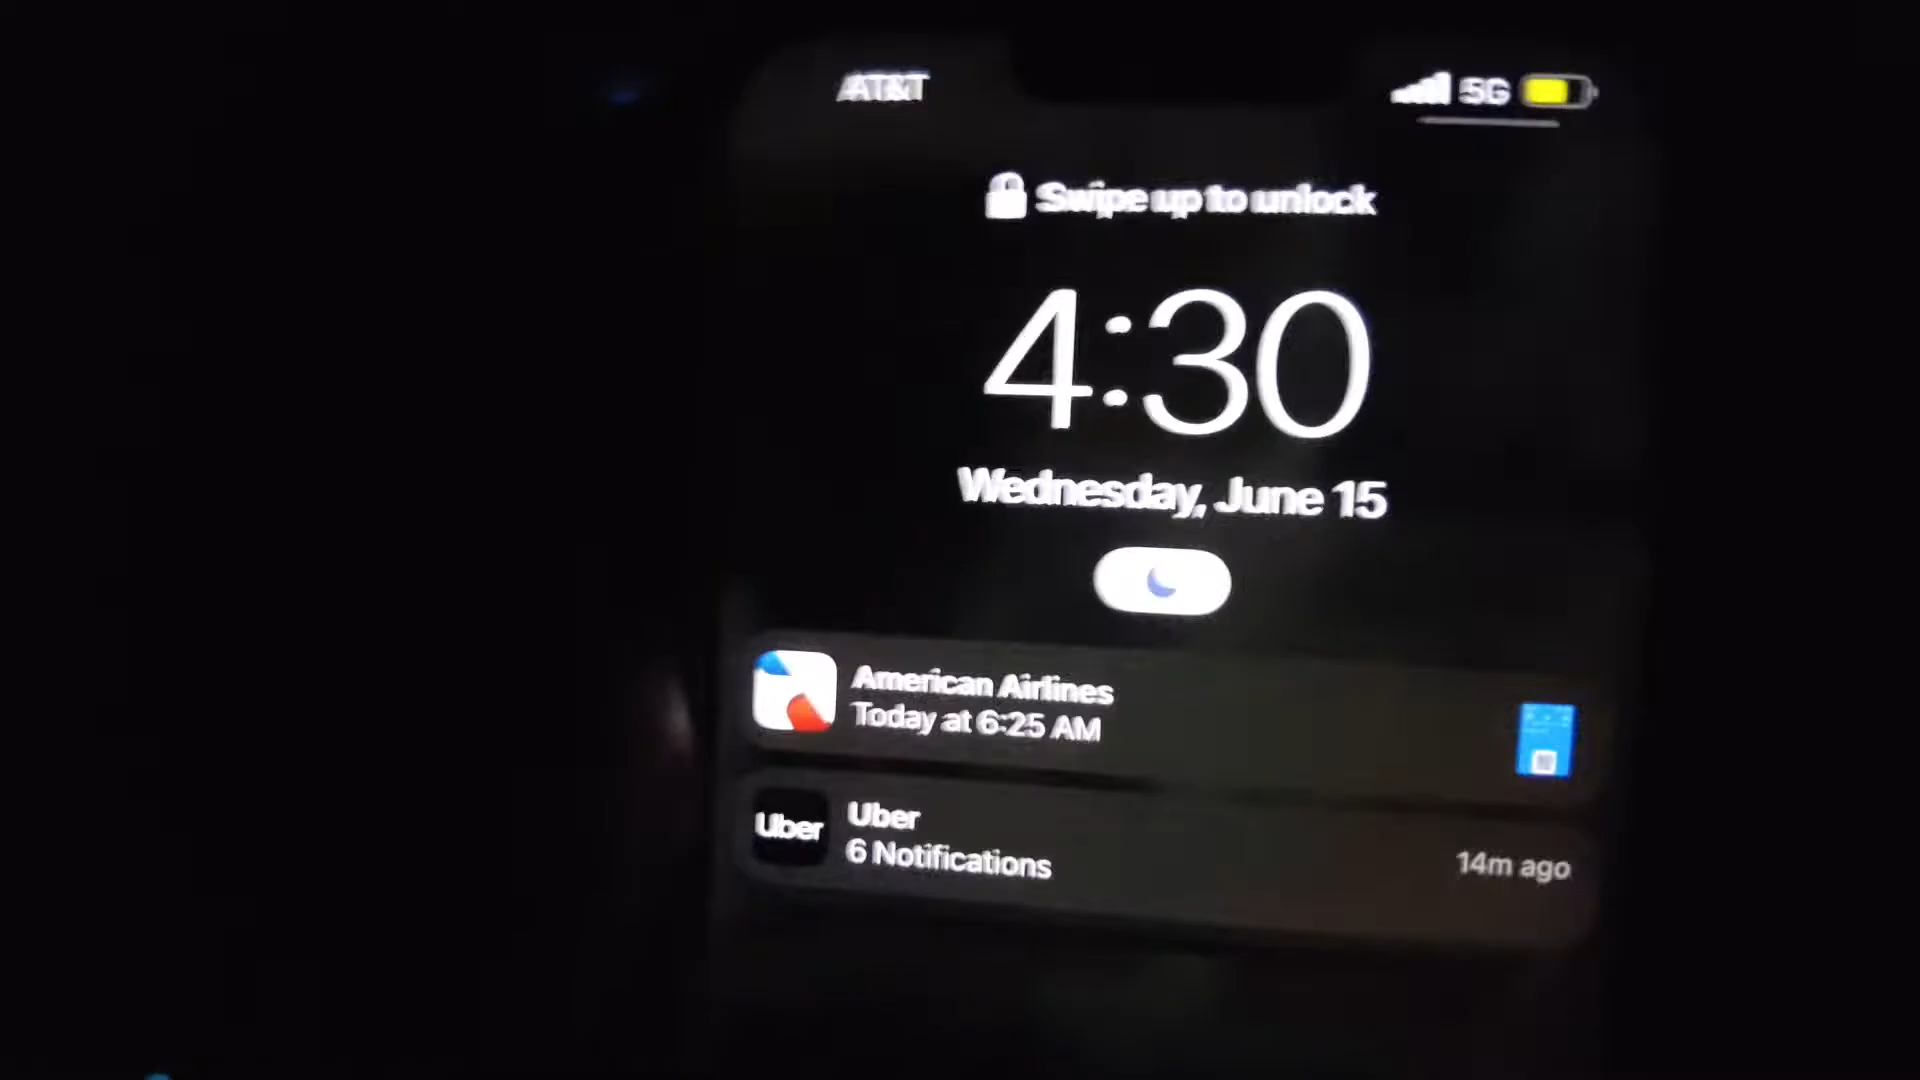 AT&T 5G
Swipe up to unlock
4:30
Wednesday, June 15
American Airlines
Today at 6:25 AM
Uber
Uber
6 Notifications
14m ago